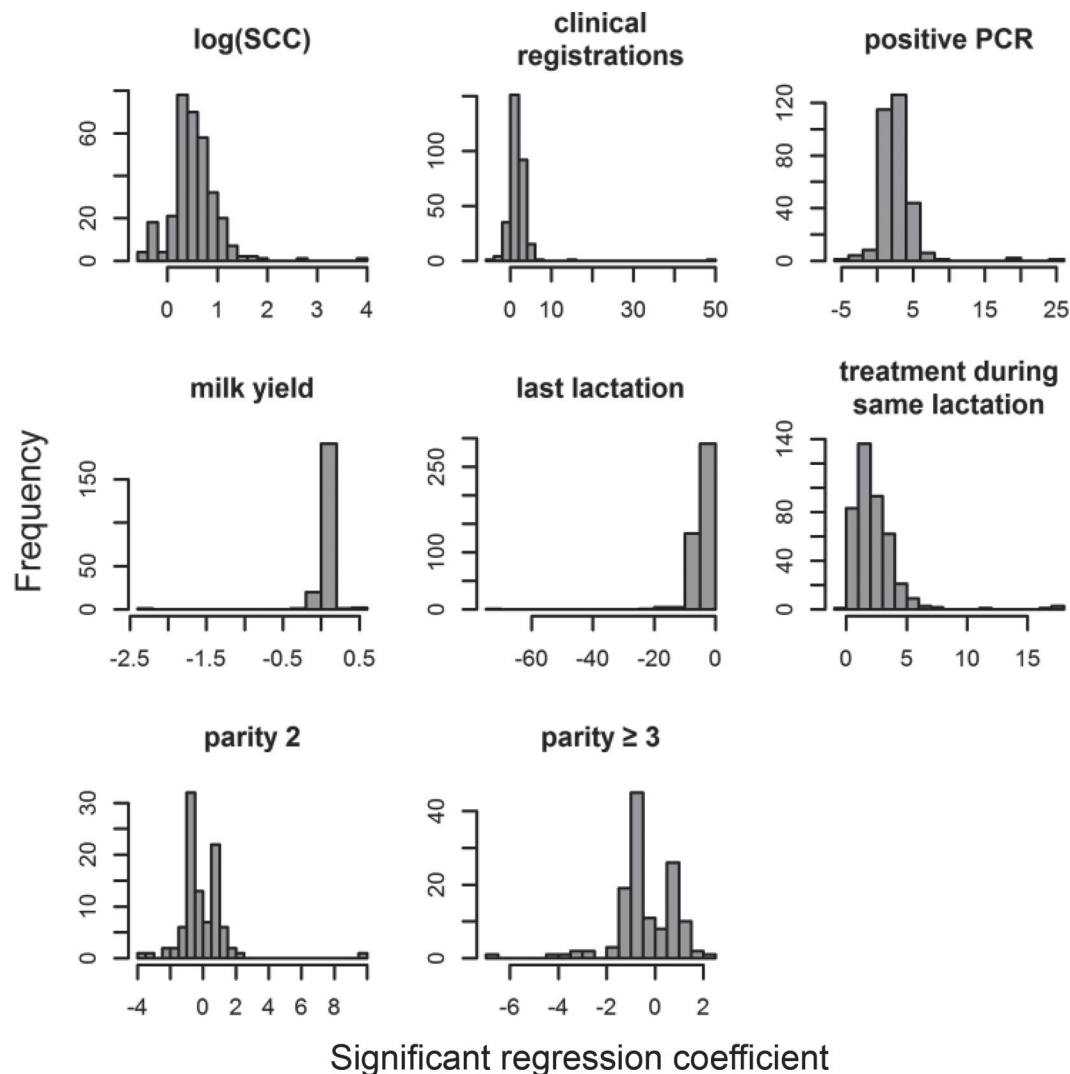 log(SCC)
clinical
registrations
positive PCR
60
20
0
0 1 2 3 4
100
50
0
0 10 30 50
120
80
40
0
-5 5 15 25
milk yield
last lactation
treatment during
same lactation
Frequency
150
50
0
-2.5 -1.5 -0.5 0.5
250
100
0
-60 -40 -20 0
140
80
40
0
0 5 10 15
parity 2
parity ≥ 3
30
20
10
0
-4 0 2 4 6 8
40
20
0
-6 -4 -2 0 2
Significant regression coefficient